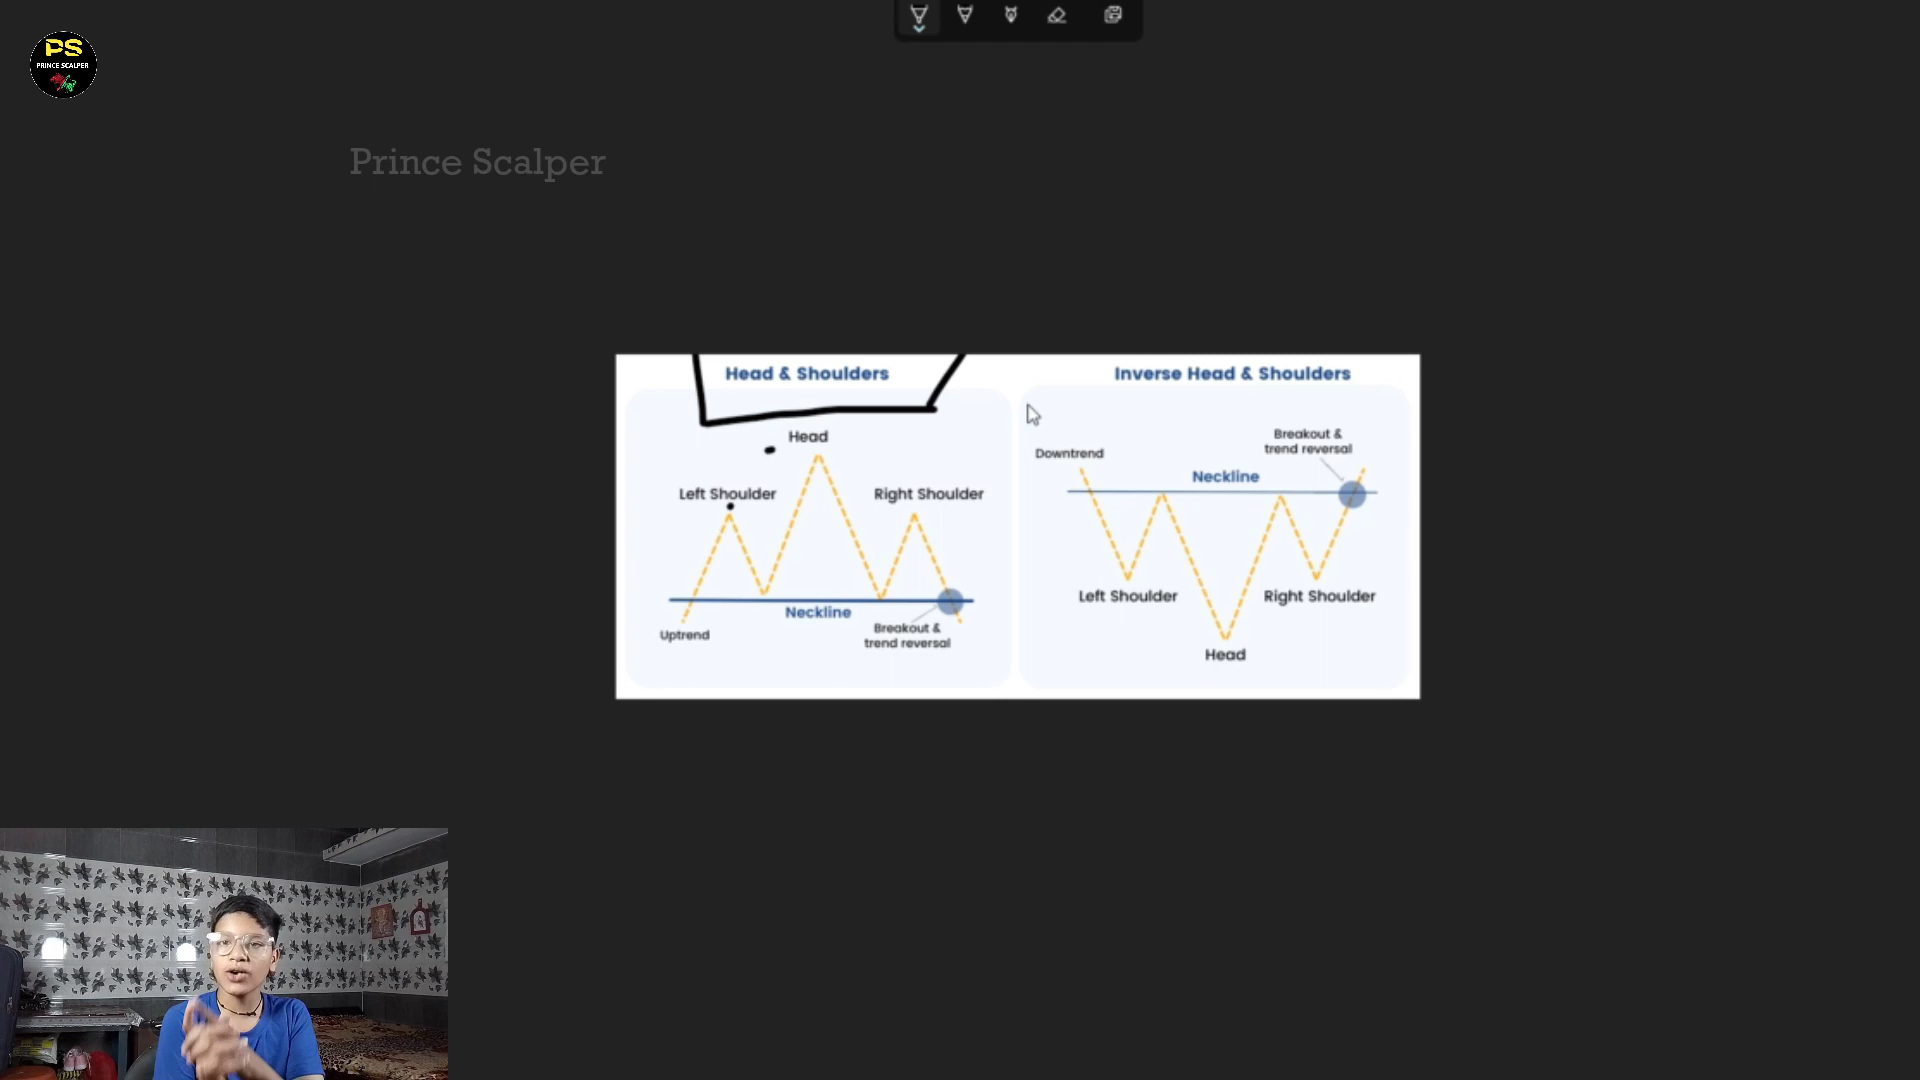 PS
PRINCE SCALPER
Prince Scalper
Head & Shoulders
Head
Left Shoulder
Right Shoulder
Neckline
Uptrend
Breakout &
trend reversal
Inverse Head & Shoulders
Downtrend
Breakout &
trend reversal
Neckline
Left Shoulder
Right Shoulder
Head